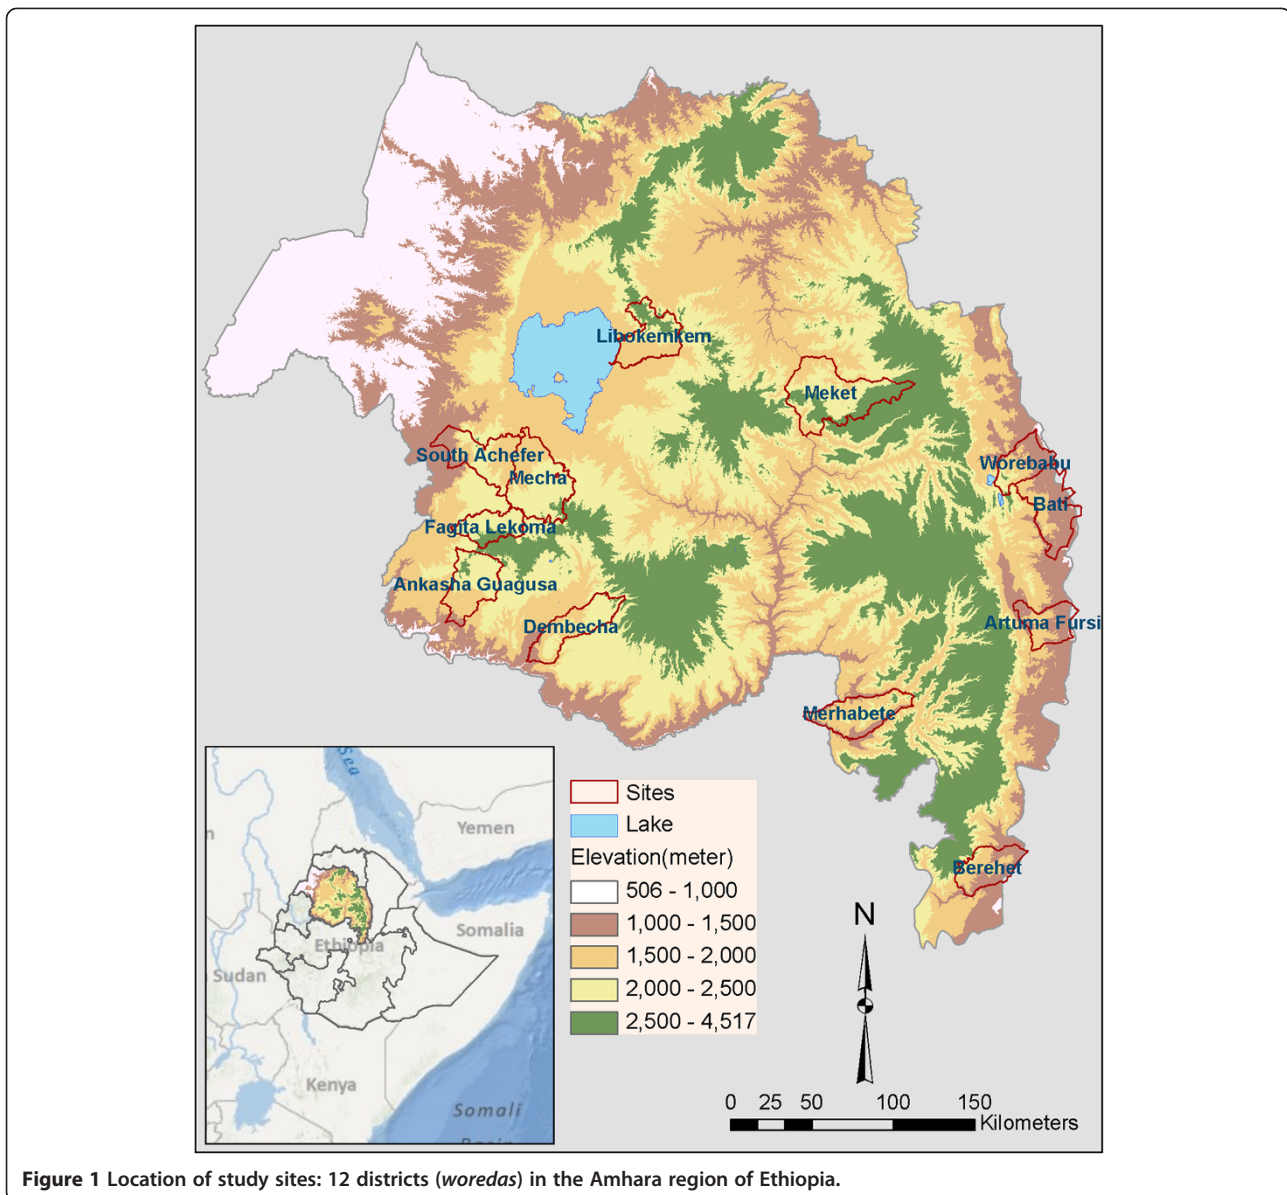 Libokemkem
Meket
South Achefer
Mecha
Worebabu
Bati
Fagita Lekoma
Ankasha Guagusa
Dembecha
Artuma Fursi
Merhabete
Berehet
Sea
Yemen
Ethiopia
Somalia
Sudan
Kenya
Somali
Sites
Lake
Elevation(meter)
506 - 1,000
1,000 - 1,500
1,500 - 2,000
2,000 - 2,500
2,500 - 4,517
N
0 25 50 100 150
Kilometers
Figure 1 Location of study sites: 12 districts (woredas) in the Amhara region of Ethiopia.